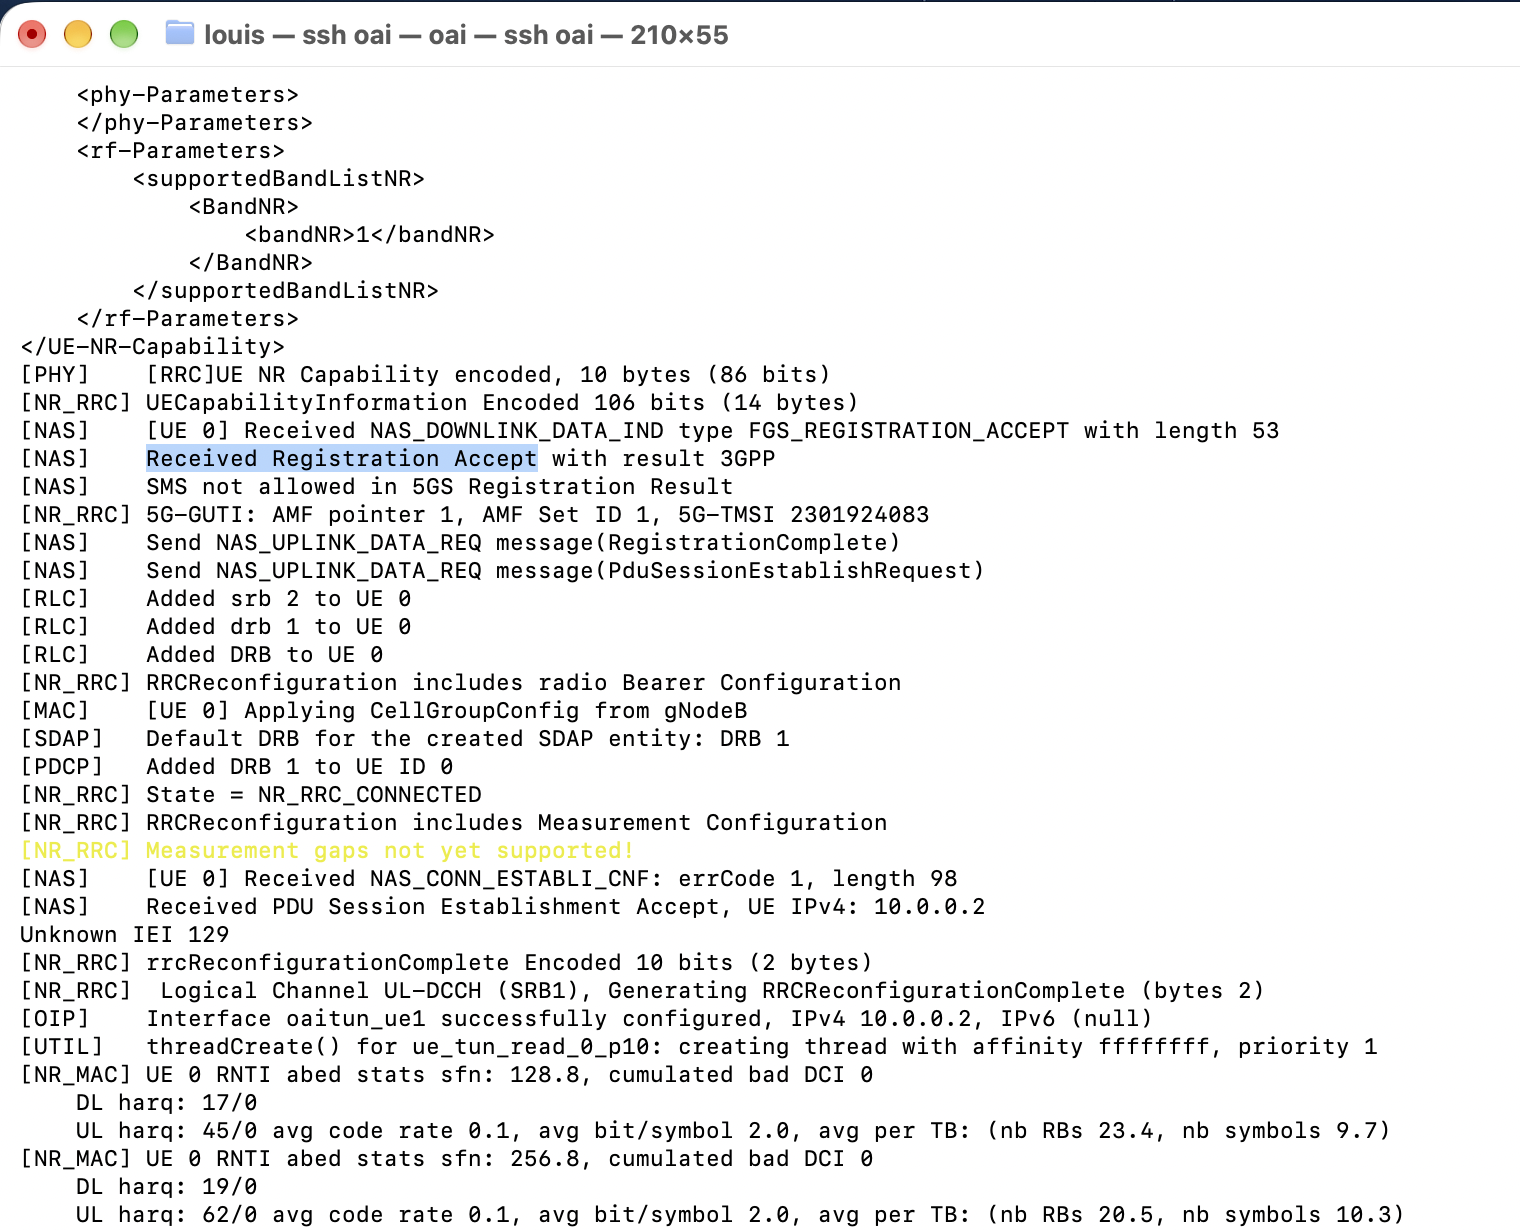 louis — ssh oai — oai — ssh oai — 210×55
    <phy-Parameters>
    </phy-Parameters>
    <rf-Parameters>
        <supportedBandListNR>
            <BandNR>
                <bandNR>1</bandNR>
            </BandNR>
        </supportedBandListNR>
    </rf-Parameters>
</UE-NR-Capability>
[PHY]    [RRC]UE NR Capability encoded, 10 bytes (86 bits)
[NR_RRC] UECapabilityInformation Encoded 106 bits (14 bytes)
[NAS]    [UE 0] Received NAS_DOWNLINK_DATA_IND type FGS_REGISTRATION_ACCEPT with length 53
[NAS]    Received Registration Accept with result 3GPP
[NAS]    SMS not allowed in 5GS Registration Result
[NR_RRC] 5G-GUTI: AMF pointer 1, AMF Set ID 1, 5G-TMSI 2301924083
[NAS]    Send NAS_UPLINK_DATA_REQ message(RegistrationComplete)
[NAS]    Send NAS_UPLINK_DATA_REQ message(PduSessionEstablishRequest)
[RLC]    Added srb 2 to UE 0
[RLC]    Added drb 1 to UE 0
[RLC]    Added DRB to UE 0
[NR_RRC] RRCReconfiguration includes radio Bearer Configuration
[MAC]    [UE 0] Applying CellGroupConfig from gNodeB
[SDAP]   Default DRB for the created SDAP entity: DRB 1
[PDCP]   Added DRB 1 to UE ID 0
[NR_RRC] State = NR_RRC_CONNECTED
[NR_RRC] RRCReconfiguration includes Measurement Configuration
[NR_RRC] Measurement gaps not yet supported!
[NAS]    [UE 0] Received NAS_CONN_ESTABLI_CNF: errCode 1, length 98
[NAS]    Received PDU Session Establishment Accept, UE IPv4: 10.0.0.2
Unknown IEI 129
[NR_RRC] rrcReconfigurationComplete Encoded 10 bits (2 bytes)
[NR_RRC]  Logical Channel UL-DCCH (SRB1), Generating RRCReconfigurationComplete (bytes 2)
[OIP]    Interface oaitun_ue1 successfully configured, IPv4 10.0.0.2, IPv6 (null)
[UTIL]   threadCreate() for ue_tun_read_0_p10: creating thread with affinity ffffffff, priority 1
[NR_MAC] UE 0 RNTI abed stats sfn: 128.8, cumulated bad DCI 0
    DL harq: 17/0
    UL harq: 45/0 avg code rate 0.1, avg bit/symbol 2.0, avg per TB: (nb RBs 23.4, nb symbols 9.7)
[NR_MAC] UE 0 RNTI abed stats sfn: 256.8, cumulated bad DCI 0
    DL harq: 19/0
    UL harq: 62/0 avg code rate 0.1, avg bit/symbol 2.0, avg per TB: (nb RBs 20.5, nb symbols 10.3)